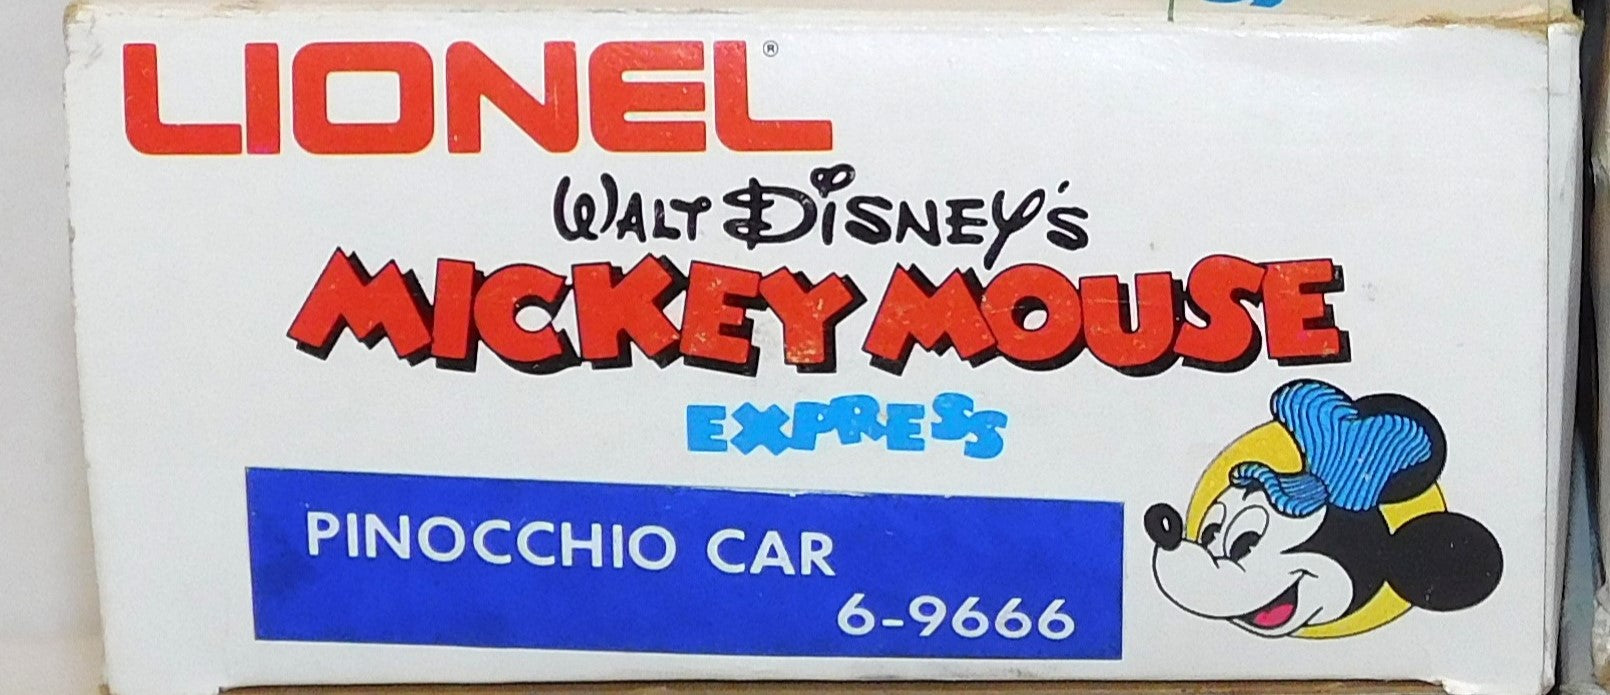 LIONEL®
WALT DISNEY'S
MICKEY MOUSE
EXPRESS
PINOCCHIO CAR
6-9666